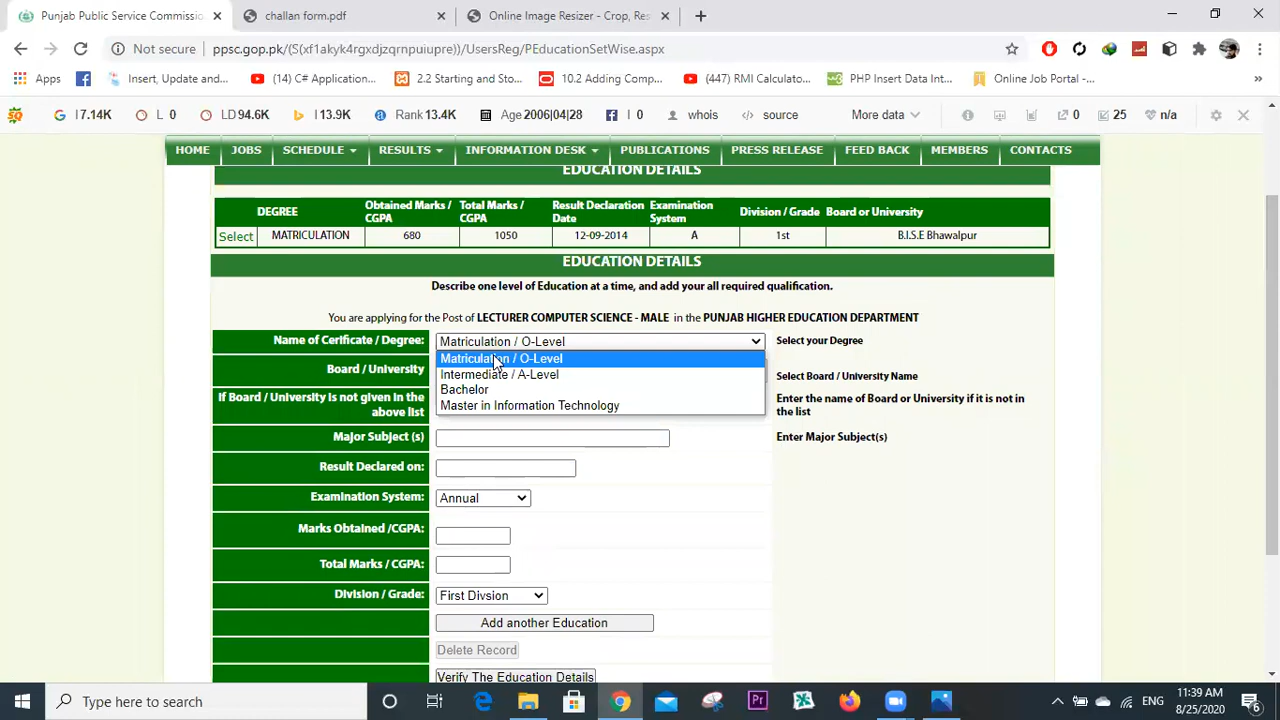 Punjab Public Service Commissio
challan form.pdf
Online Image Resizer - Crop, Res
Not secure
ppsc.gop.pk/(S(xf1akyk4rgxdjzqrnpuiupre))/UsersReg/PEducationSetWise.aspx
Apps
Insert, Update and...
(14) C# Application...
2.2 Starting and Sto...
10.2 Adding Comp...
(447) RMI Calculato...
PHP Insert Data Int...
Online Job Portal -...
»
I 7.14K
L 0
LD 94.6K
I 13.9K
Rank 13.4K
Age 2006|04|28
I 0
whois
source
More data
0
25
n/a
HOME
JOBS
SCHEDULE
RESULTS
INFORMATION DESK
PUBLICATIONS
PRESS RELEASE
FEED BACK
MEMBERS
CONTACTS
EDUCATION DETAILS
DEGREE
Obtained Marks / CGPA
Total Marks / CGPA
Result Declaration Date
Examination System
Division / Grade
Board or University
Select MATRICULATION 680 1050 12-09-2014 A 1st B.I.S.E Bhawalpur
EDUCATION DETAILS
Describe one level of Education at a time, and add your all required qualification.
You are applying for the Post of LECTURER COMPUTER SCIENCE - MALE in the PUNJAB HIGHER EDUCATION DEPARTMENT
Name of Cerificate / Degree: Matriculation / O-Level Select your Degree
Matriculation / O-Level
Intermediate / A-Level
Bachelor
Master in Information Technology
Board / University
Select Board / University Name
If Board / University is not given in the
above list
Enter the name of Board or University if it is not in
the list
Major Subject (s)
Enter Major Subject(s)
Result Declared on:
Examination System: Annual
Marks Obtained /CGPA:
Total Marks / CGPA:
Division / Grade: First Divsion
Add another Education
Delete Record
Verify The Education Details
Type here to search
ENG
11:39 AM
8/25/2020
6